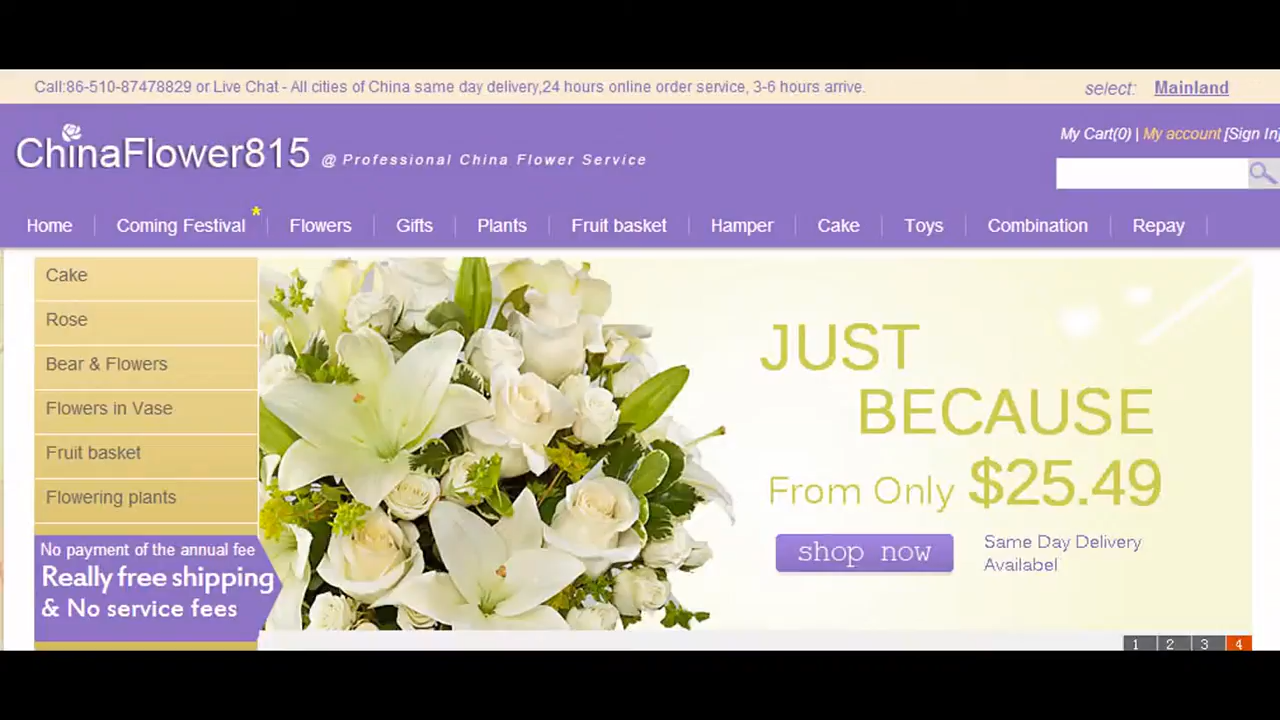 Call:86-510-87478829 or Live Chat - All cities of China same day delivery,24 hours online order service, 3-6 hours arrive.
select: Mainland
ChinaFlower815 @ Professional China Flower Service
My Cart(0) | My account [Sign In]
Home Coming Festival * Flowers Gifts Plants Fruit basket Hamper Cake Toys Combination Repay
Cake
Rose
Bear & Flowers
Flowers in Vase
Fruit basket
Flowering plants
No payment of the annual fee
Really free shipping
& No service fees
JUST
BECAUSE
From Only $25.49
shop now
Same Day Delivery
Availabel
1 2 3 4